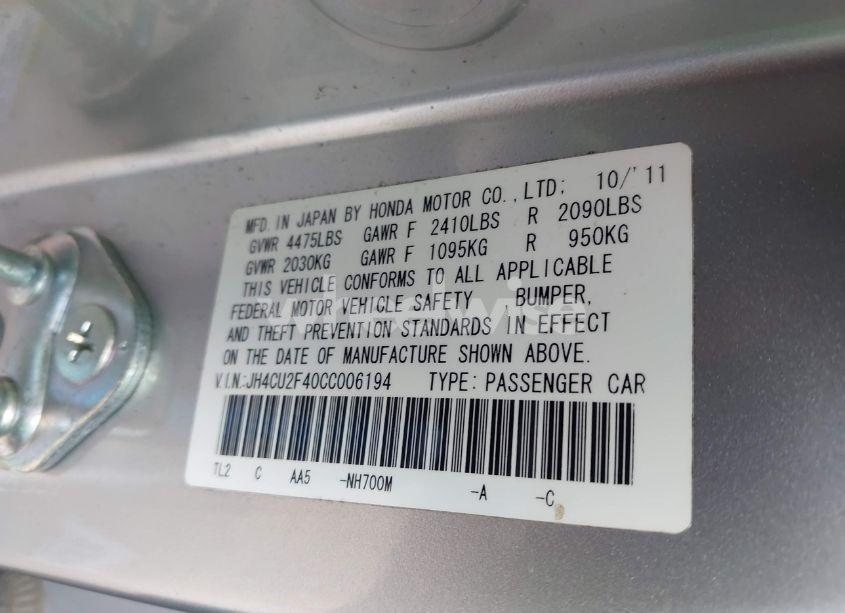 MFD. IN JAPAN BY HONDA MOTOR CO.,LTD; 10/'11
GVWR 4475LBS GAWR F 2410LBS R 2090LBS
GVWR 2030KG GAWR F 1095KG R 950KG
THIS VEHICLE CONFORMS TO ALL APPLICABLE
FEDERAL MOTOR VEHICLE SAFETY BUMPER,
AND THEFT PREVENTION STANDARDS IN EFFECT
ON THE DATE OF MANUFACTURE SHOWN ABOVE.
V.I.N.:JH4CU2F40CC006194 TYPE: PASSENGER CAR
TL2 C AA5 -NH700M -A -C
wheelwise